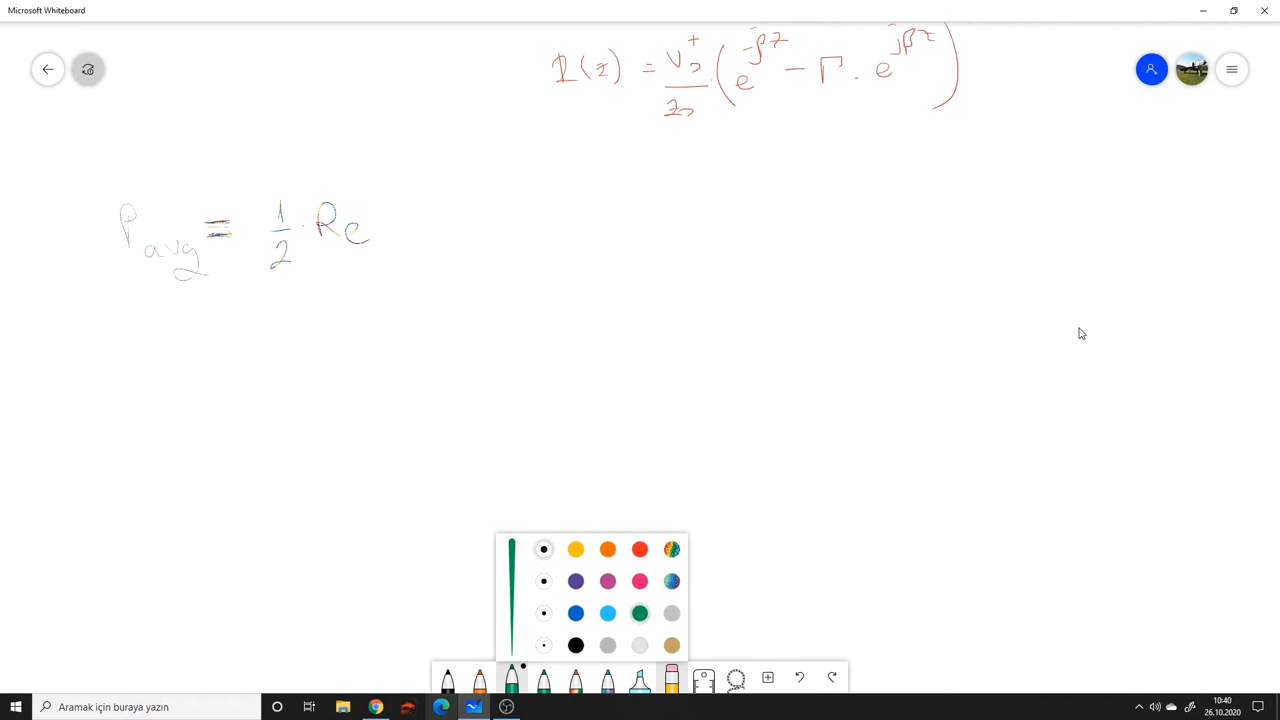 Microsoft Whiteboard
I(z) = V₀⁺/Z₀ · (e^{-jβz} − Γ · e^{jβz})
P_avg ≡ 1/2 · Re
Aramak için buraya yazın
10:40
26.10.2020